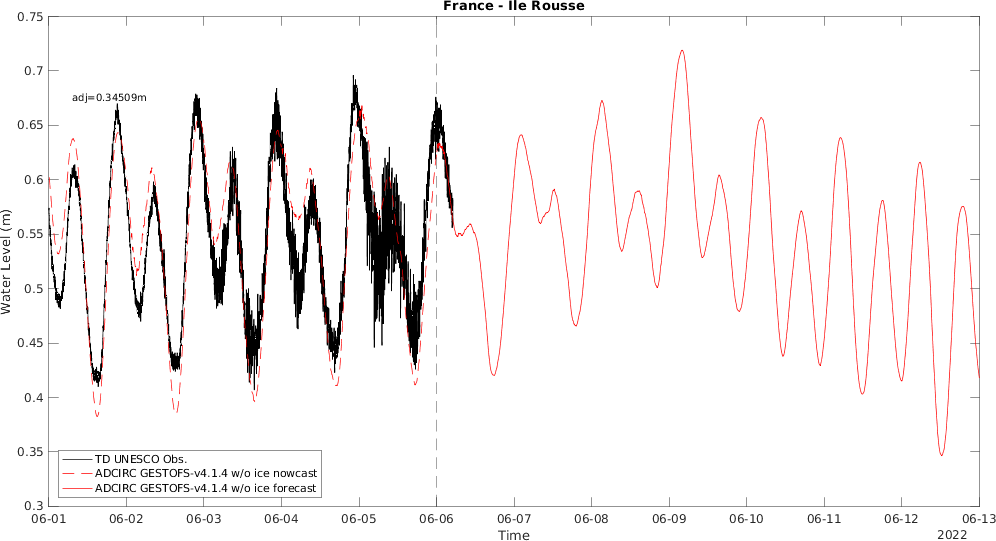 France - Ile Rousse
0.75
0.7
0.65
0.6
0.55
0.5
0.45
0.4
0.35
0.3
Water Level (m)
adj=0.34509m
TD UNESCO Obs.
ADCIRC GESTOFS-v4.1.4 w/o ice nowcast
ADCIRC GESTOFS-v4.1.4 w/o ice forecast
06-01 06-02 06-03 06-04 06-05 06-06 06-07 06-08 06-09 06-10 06-11 06-12 06-13
Time
2022